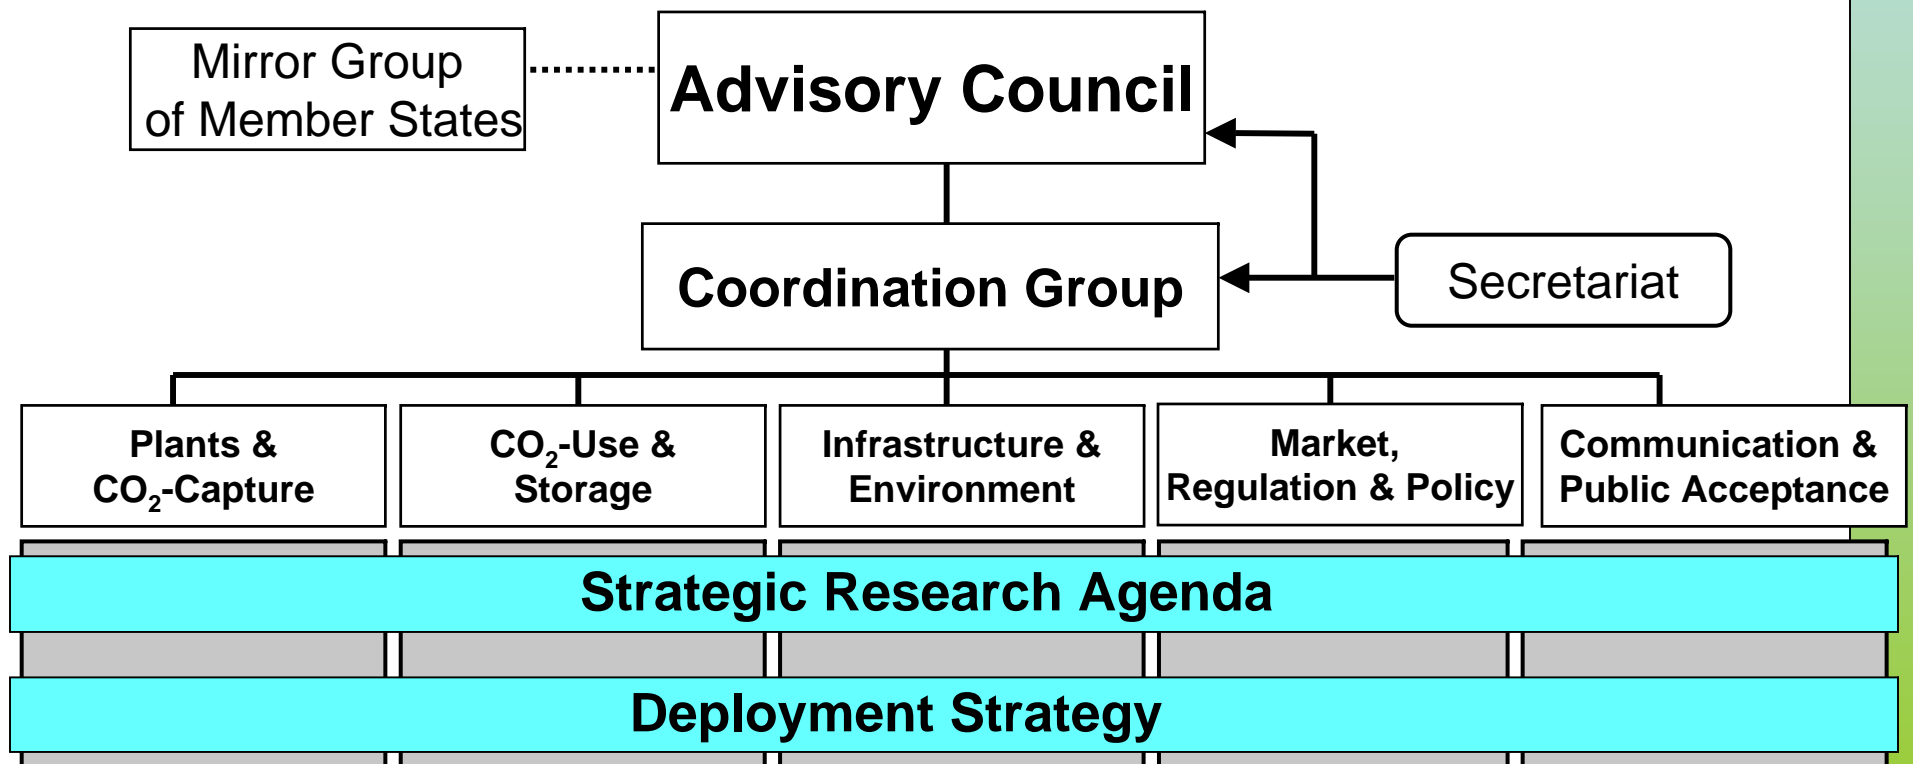 Mirror Group
of Member States
Advisory Council
Coordination Group
Secretariat
Plants &
CO₂-Capture
CO₂-Use &
Storage
Infrastructure &
Environment
Market,
Regulation & Policy
Communication &
Public Acceptance
Strategic Research Agenda
Deployment Strategy